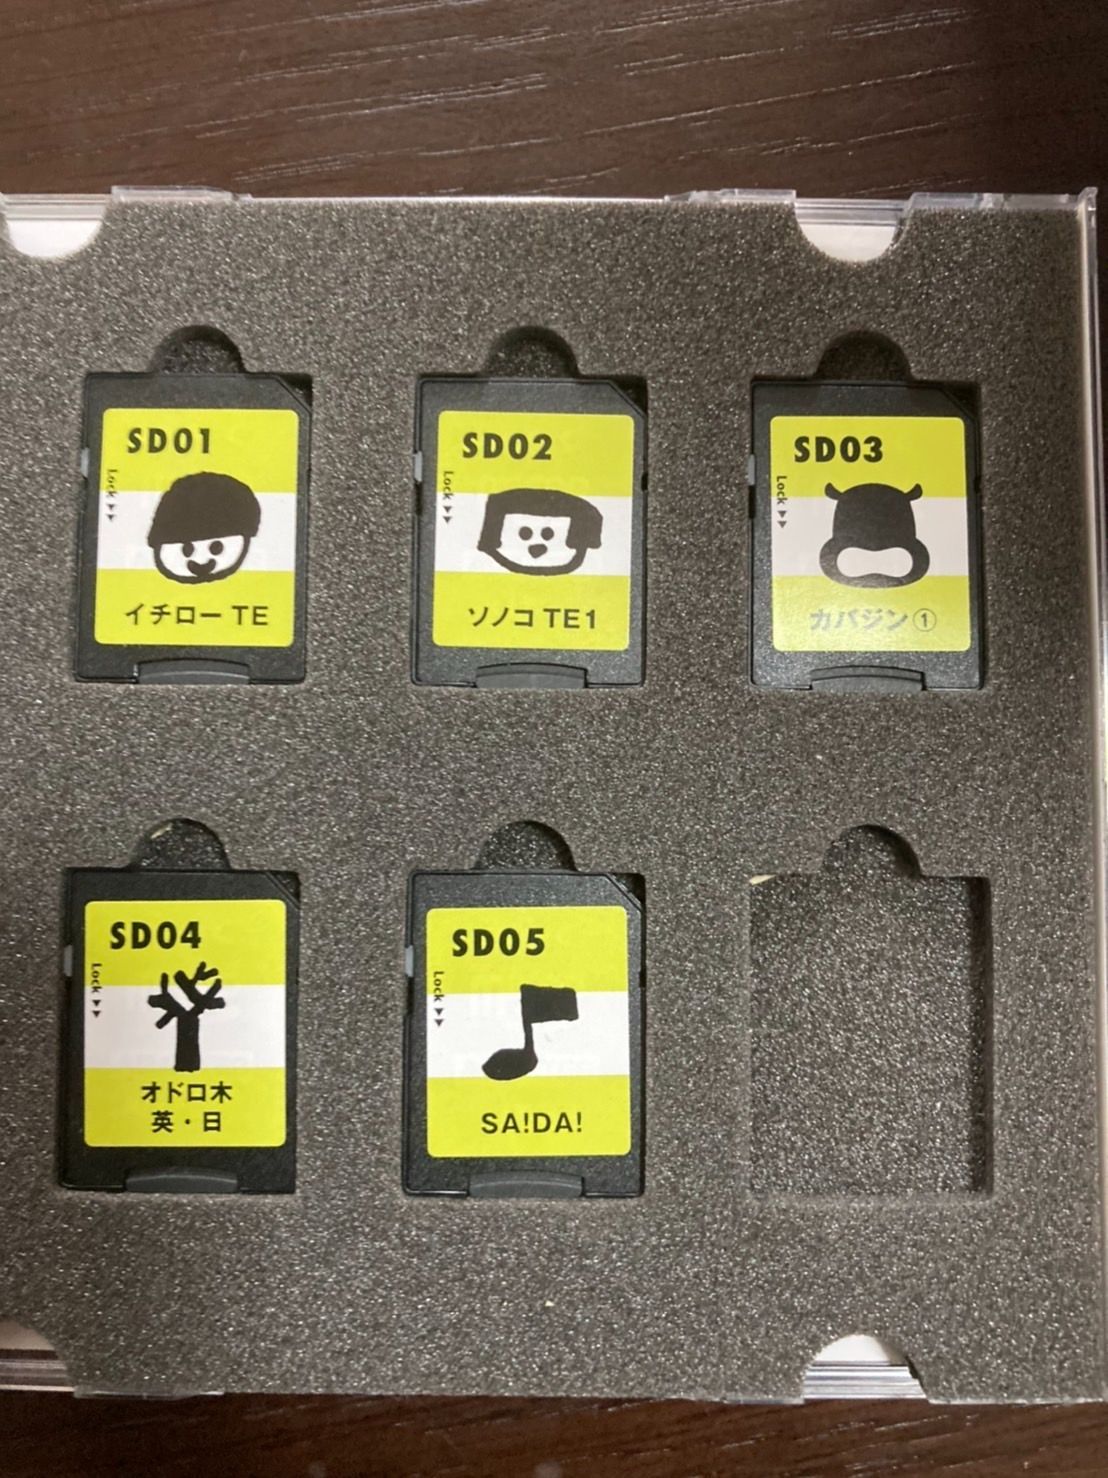 SD01
Lock ▶▶
イチロー TE
SD02
Lock ▶▶
ソノコ TE1
SD03
Lock ▶▶
カバジン①
SD04
Lock ▶▶
オドロ木
英・日
SD05
Lock ▶▶
SA!DA!